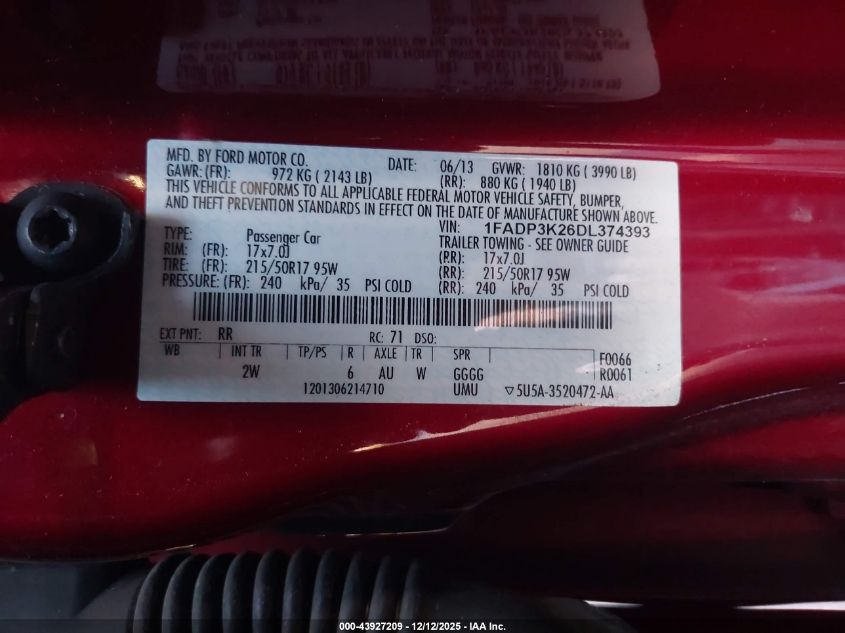 MFD. BY FORD MOTOR CO. DATE: 06/13 GVWR: 1810 KG ( 3990 LB)
GAWR: (FR): 972 KG ( 2143 LB) (RR): 880 KG ( 1940 LB)
THIS VEHICLE CONFORMS TO ALL APPLICABLE FEDERAL MOTOR VEHICLE SAFETY, BUMPER,
AND THEFT PREVENTION STANDARDS IN EFFECT ON THE DATE OF MANUFACTURE SHOWN ABOVE.
VIN: 1FADP3K26DL374393
TYPE: Passenger Car TRAILER TOWING - SEE OWNER GUIDE
RIM: (FR): 17x7.0J (RR): 17x7.0J
TIRE: (FR): 215/50R17 95W (RR): 215/50R17 95W
PRESSURE: (FR): 240 kPa/ 35 PSI COLD (RR): 240 kPa/ 35 PSI COLD
EXT PNT: RR RC: 71 DSO:
WB INT TR TP/PS R AXLE TR SPR F0066
2W 6 AU W GGGG R0061
1201306214710 UMU ▽5U5A-3520472-AA
000-43927209 - 12/12/2025 - IAA Inc.